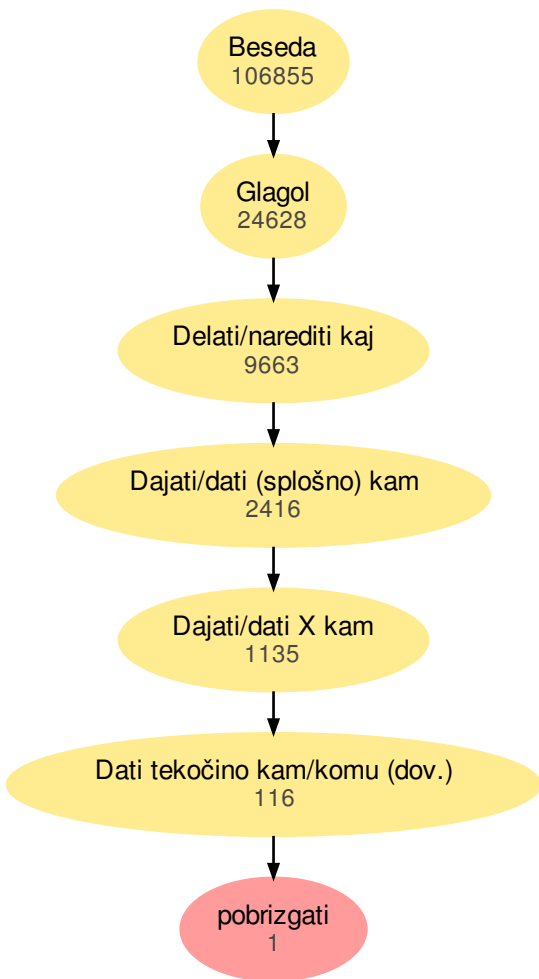 Beseda
106855
Glagol
24628
Delati/narediti kaj
9663
Dajati/dati (splošno) kam
2416
Dajati/dati X kam
1135
Dati tekočino kam/komu (dov.)
116
pobrizgati
1